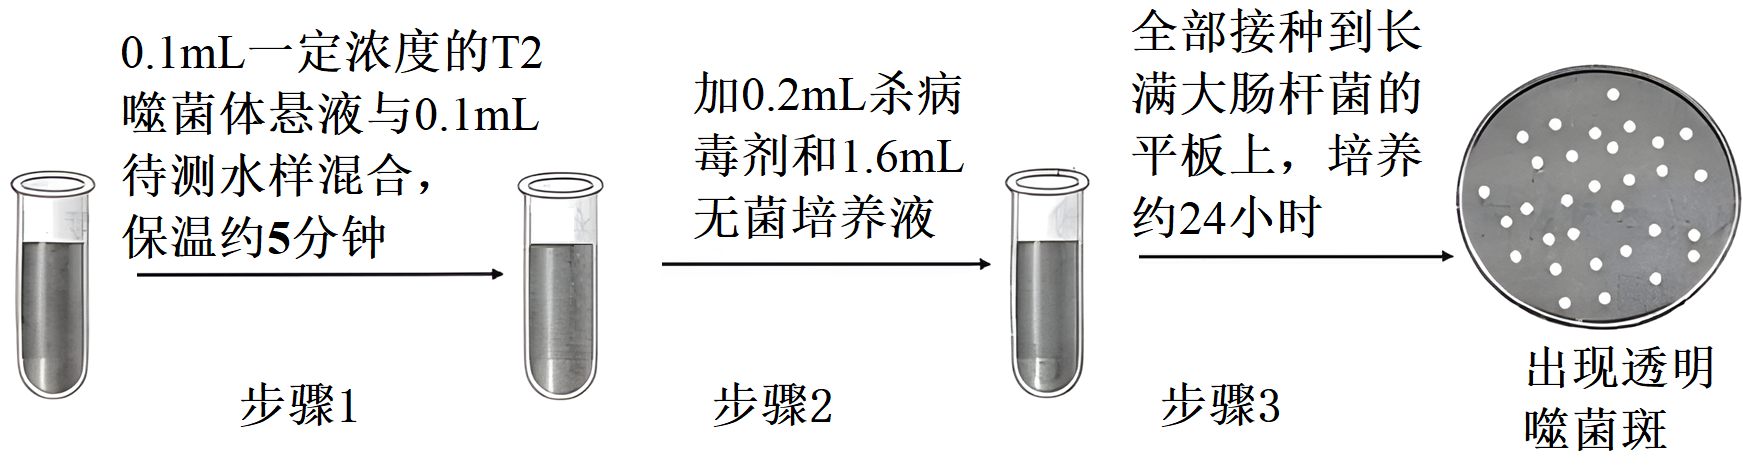 0.1mL一定浓度的T2
噬菌体悬液与0.1mL
待测水样混合，
保温约5分钟
步骤1
加0.2mL杀病
毒剂和1.6mL
无菌培养液
步骤2
全部接种到长
满大肠杆菌的
平板上，培养
约24小时
步骤3
出现透明
噬菌斑